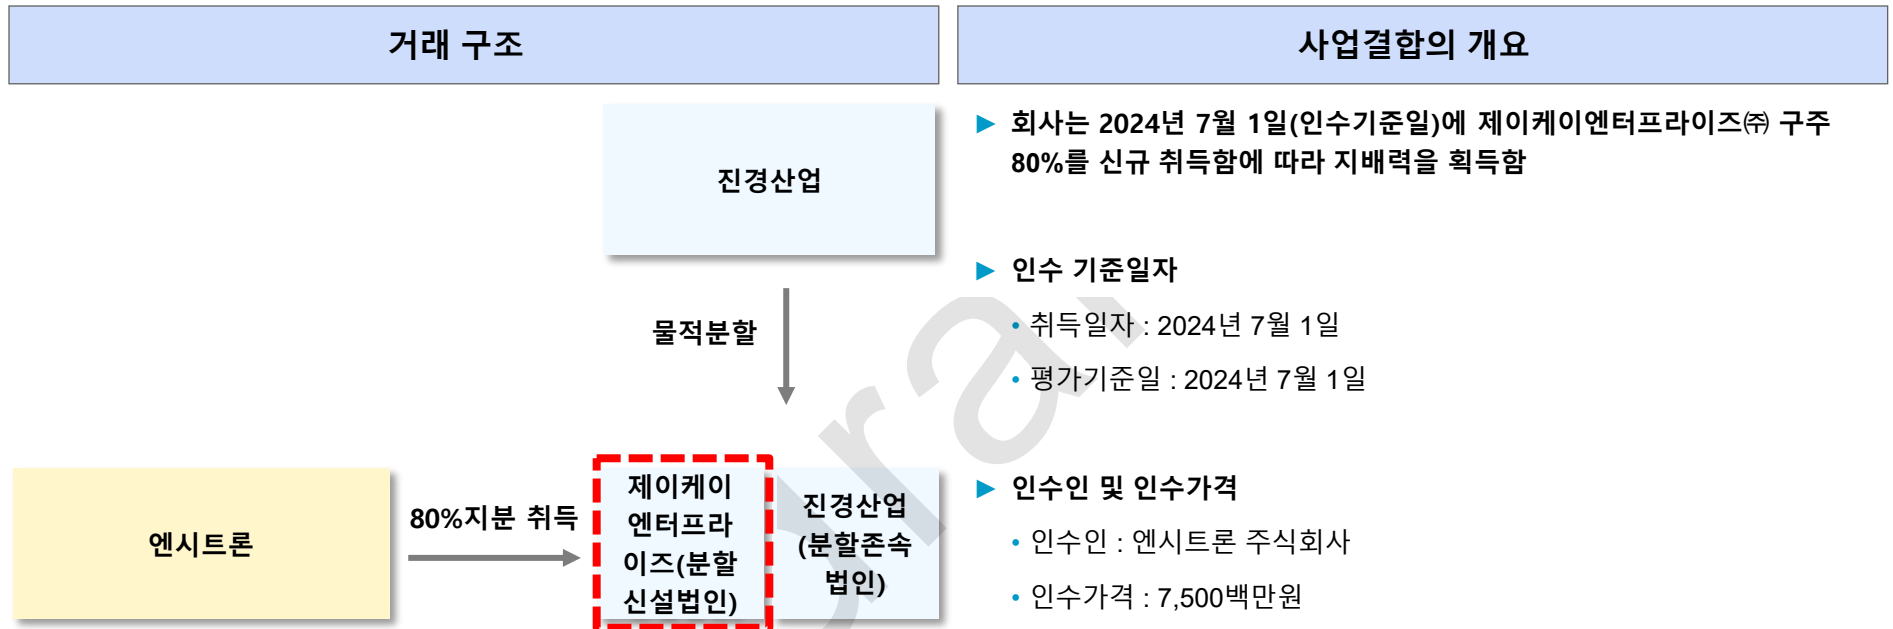 거래 구조
진경산업
물적분할
엔시트론
80%지분 취득
제이케이
엔터프라
이즈(분할
신설법인)
진경산업
(분할존속
법인)
사업결합의 개요
▶ 회사는 2024년 7월 1일(인수기준일)에 제이케이엔터프라이즈㈜ 구주
80%를 신규 취득함에 따라 지배력을 획득함
▶ 인수 기준일자
• 취득일자 : 2024년 7월 1일
• 평가기준일 : 2024년 7월 1일
▶ 인수인 및 인수가격
• 인수인 : 엔시트론 주식회사
• 인수가격 : 7,500백만원